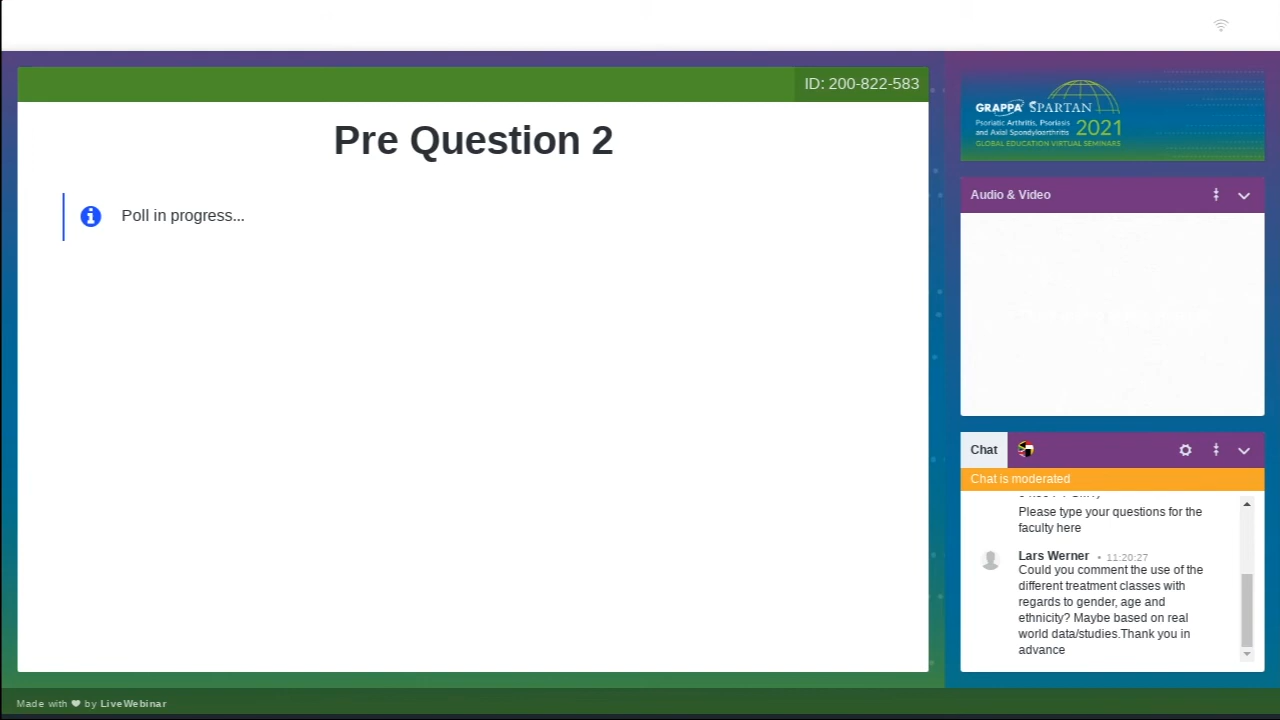 ID: 200-822-583
Pre Question 2
Poll in progress...
GRAPPA SPARTAN
Psoriatic Arthritis, Psoriasis
and Axial Spondyloarthritis 2021
GLOBAL EDUCATION VIRTUAL SEMINARS
Audio & Video
Chat
Chat is moderated
Please type your questions for the
faculty here
Lars Werner • 11:20:27
Could you comment the use of the
different treatment classes with
regards to gender, age and
ethnicity? Maybe based on real
world data/studies.Thank you in
advance
Made with ❤ by LiveWebinar